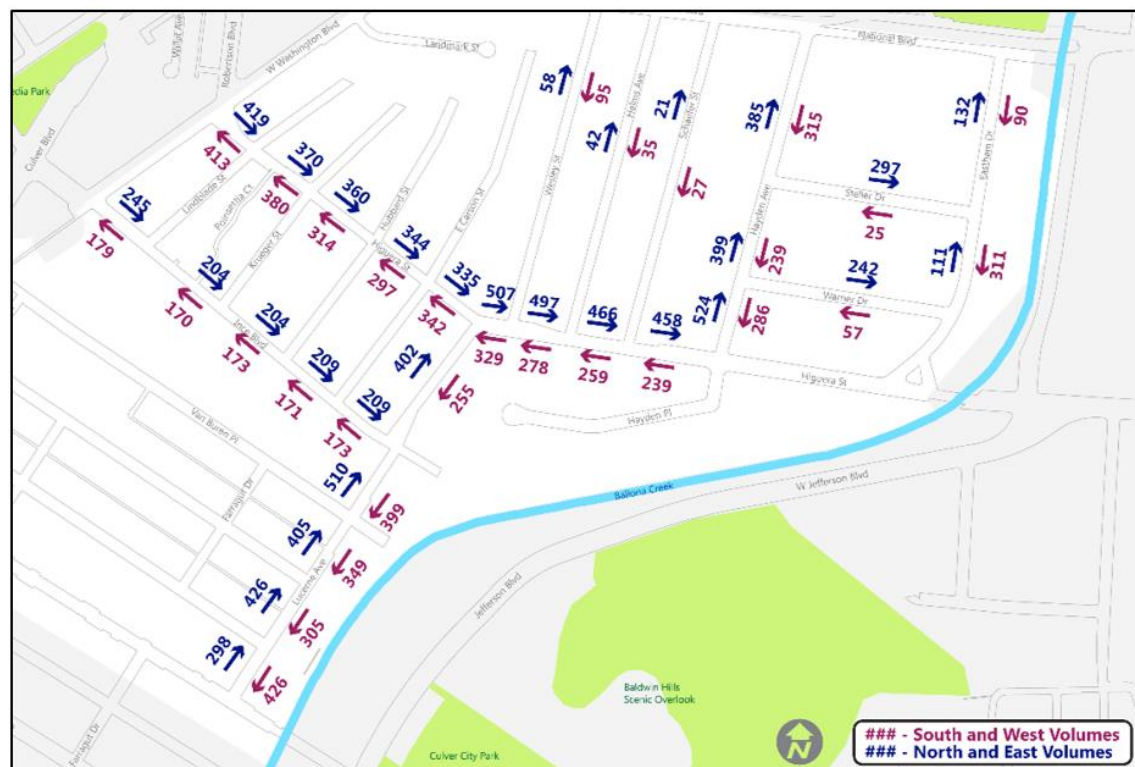 Willat Ave
Robertson Blvd
W Washington Blvd
Landmark St
National Blvd
edia Park
Culver Blvd
419
413
370
380
360
314
344
297
335
342
507
497
466
458
329
278
259
239
58
95
Helms Ave
42
35
21
Schaefer St
27
385
315
132
90
Eastham Dr
297
Steller Dr
25
Hayden Ave
399
239
242
Warner Dr
57
111
311
524
286
Wesley St
E Carson St
Hubbard St
Higuera St
Higuera St
Lindblade St
Poinsettia Ct
Krueger St
245
179
204
170
204
173
Ince Blvd
209
171
209
173
402
255
Hayden Pl
Van Buren Pl
Farragut Dr
510
399
405
349
Lucerne Ave
426
305
298
426
Farragut Dr
Ballona Creek
W Jefferson Blvd
Jefferson Blvd
Baldwin Hills
Scenic Overlook
Culver City Park
N
### - South and West Volumes
### - North and East Volumes